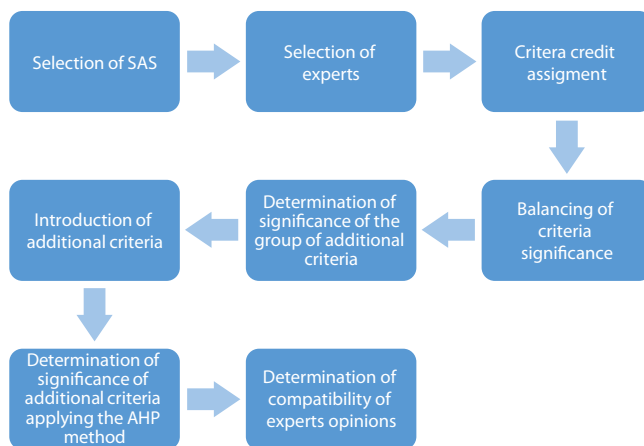 Selection of SAS
Selection of
experts
Critera credit
assigment
Balancing of
criteria
significance
Determination of
significance of the
group of additional
criteria
Introduction of
additional criteria
Determination of
significance of
additional criteria
applying the AHP
method
Determination of
compatibility of
experts opinions